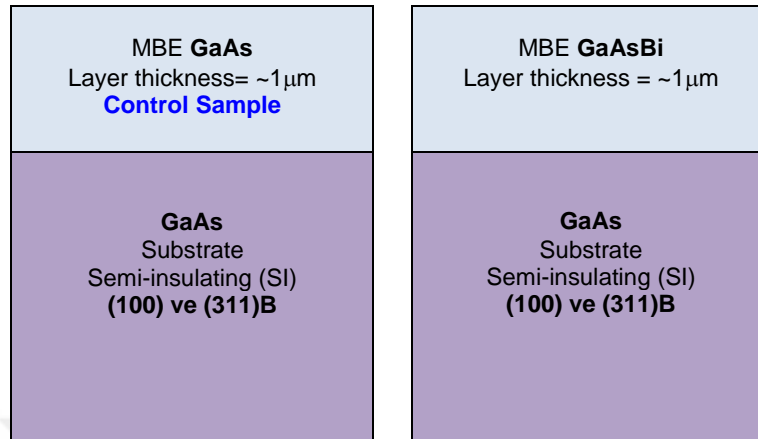 MBE GaAs
Layer thickness= ~1μm
Control Sample
GaAs
Substrate
Semi-insulating (SI)
(100) ve (311)B
MBE GaAsBi
Layer thickness = ~1μm
GaAs
Substrate
Semi-insulating (SI)
(100) ve (311)B